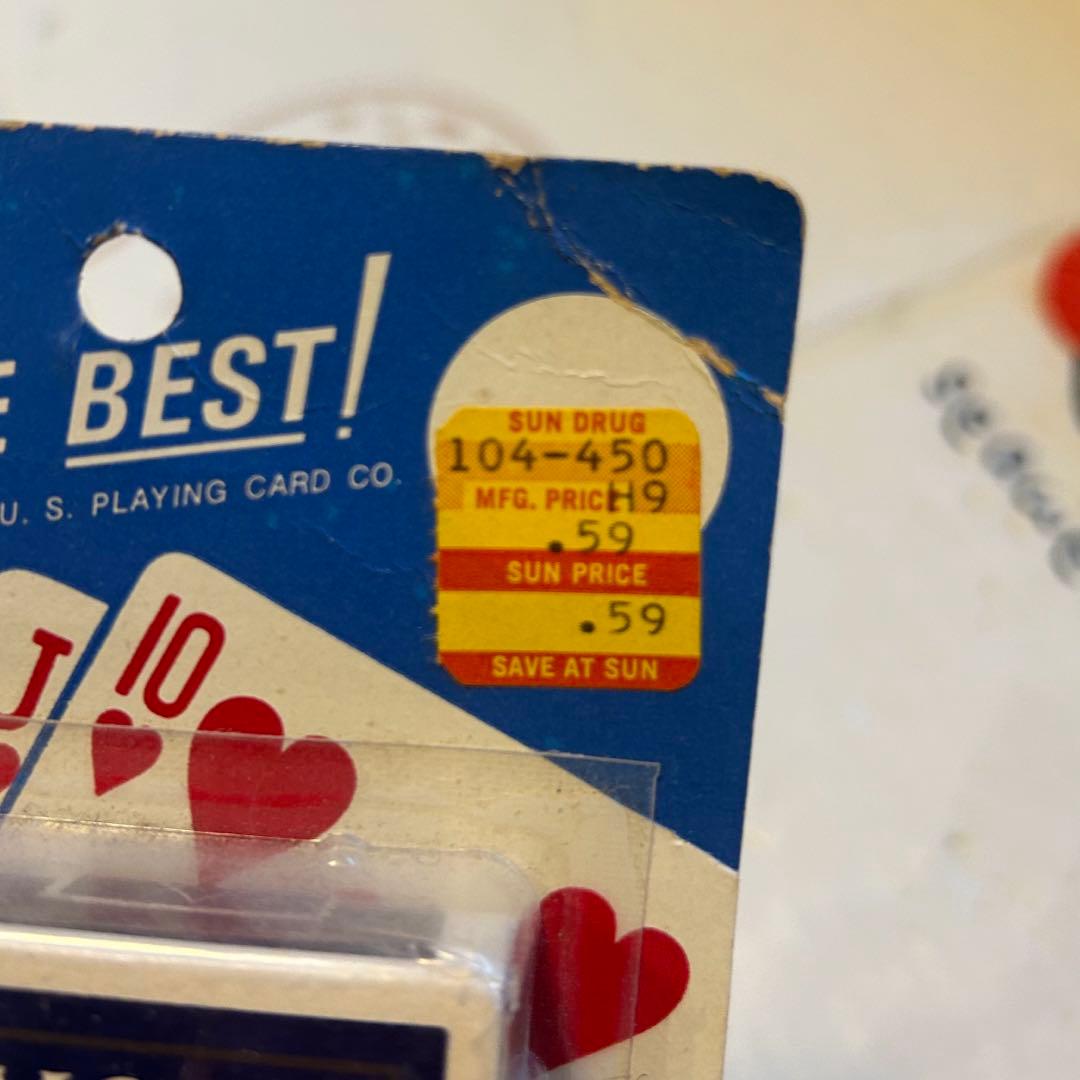 BEST!
U. S. PLAYING CARD CO.
SUN DRUG
104-450
MFG. PRICE H9
.59
SUN PRICE
.59
SAVE AT SUN
J
10